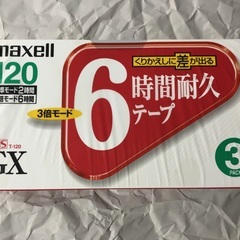 maxell
120
準モード2時間
倍モード6時間
くりかえしに差が出る
3倍モード
6時間耐久
テープ
T-120
GX
3
PACK